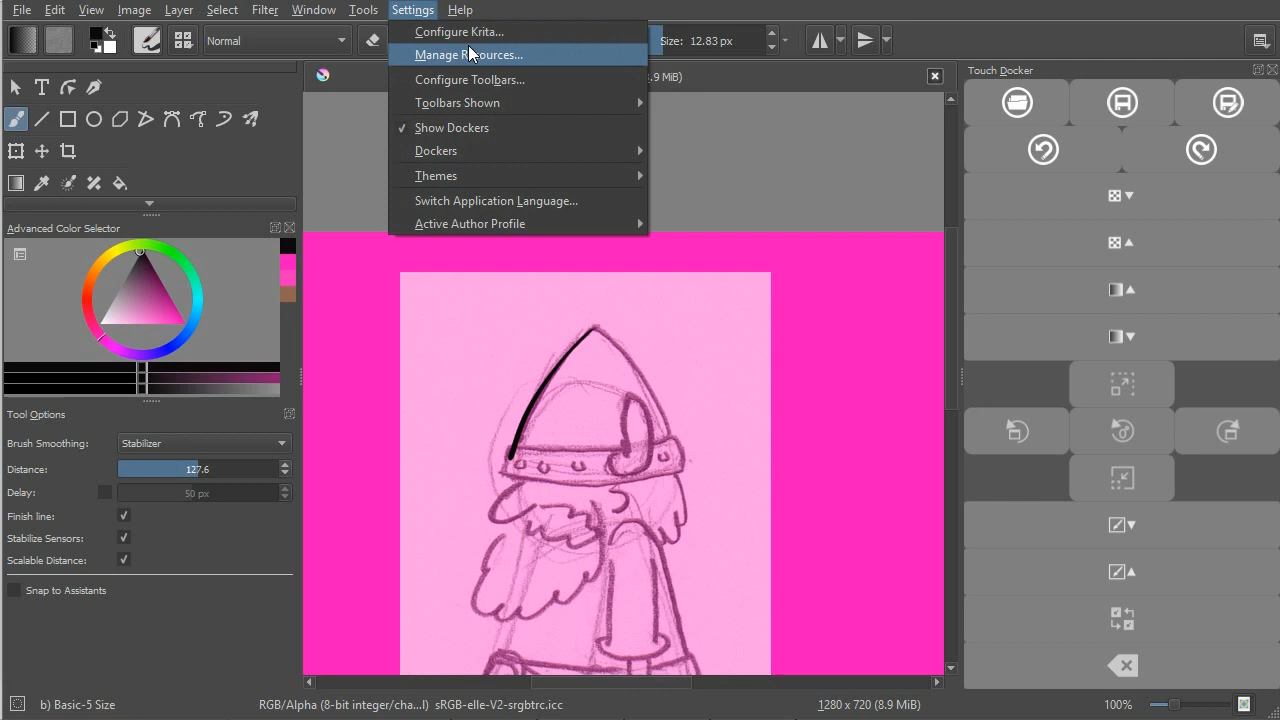 File Edit View Image Layer Select Filter Window Tools Settings Help
Normal
Size: 12.83 px
Configure Krita...
Manage Resources...
Configure Toolbars...
Toolbars Shown
Show Dockers
Dockers
Themes
Switch Application Language...
Active Author Profile
.9 MiB)
Touch Docker
Advanced Color Selector
Tool Options
Brush Smoothing: Stabilizer
Distance: 127.6
Delay: 50 px
Finish line:
Stabilize Sensors:
Scalable Distance:
Snap to Assistants
b) Basic-5 Size
RGB/Alpha (8-bit integer/cha...l) sRGB-elle-V2-srgbtrc.icc
1280 x 720 (8.9 MiB)
100%